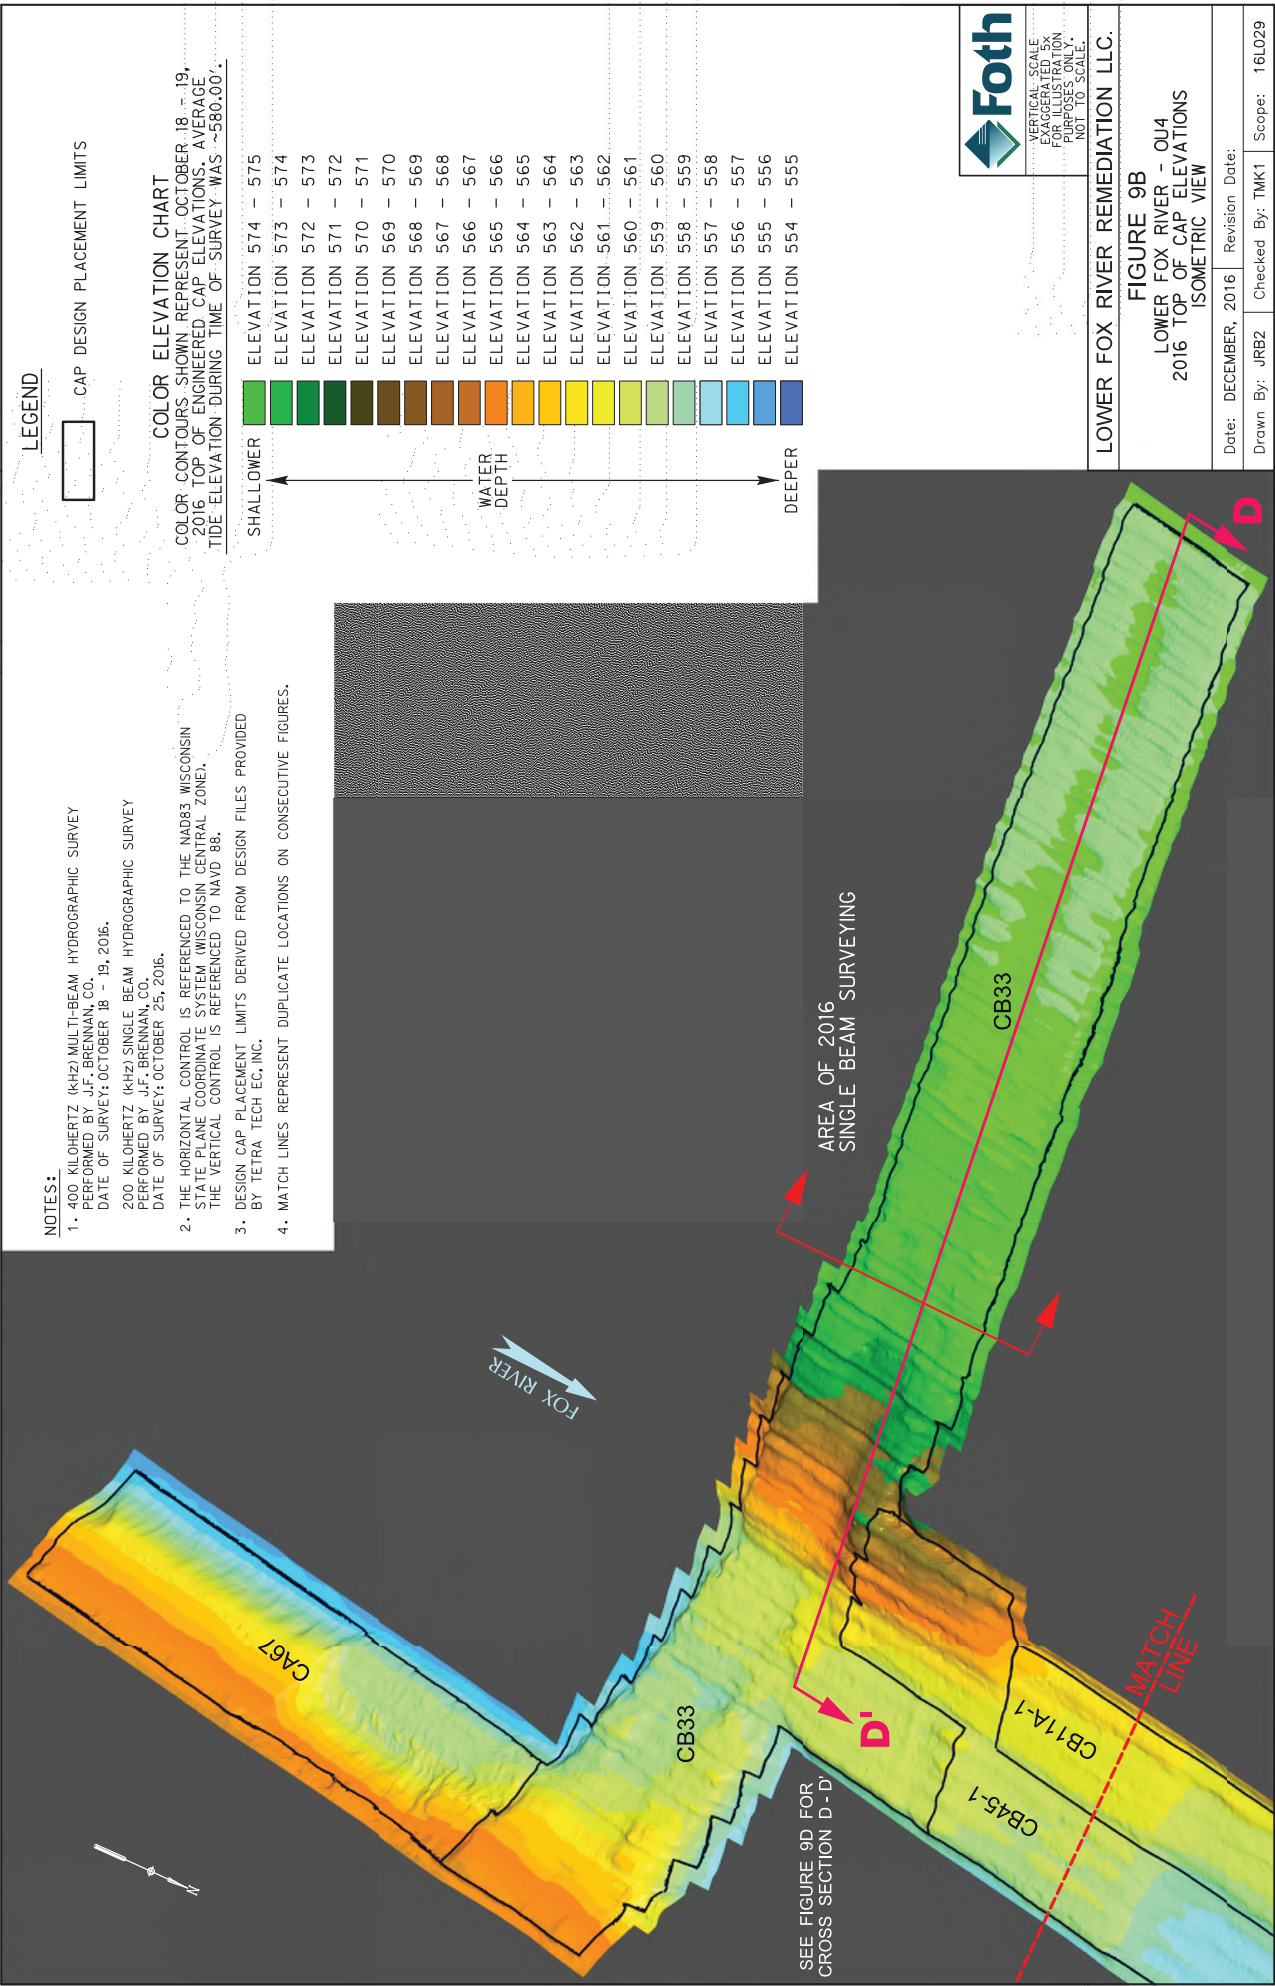 NOTES:
1. 400 KILOHERTZ (kHz) MULTI-BEAM HYDROGRAPHIC SURVEY
PERFORMED BY J.F. BRENNAN, CO.
DATE OF SURVEY: OCTOBER 18 - 19, 2016.
200 KILOHERTZ (kHz) SINGLE BEAM HYDROGRAPHIC SURVEY
PERFORMED BY J.F. BRENNAN, CO.
DATE OF SURVEY: OCTOBER 25, 2016.
2. THE HORIZONTAL CONTROL IS REFERENCED TO THE NAD83 WISCONSIN
STATE PLANE COORDINATE SYSTEM (WISCONSIN CENTRAL ZONE).
THE VERTICAL CONTROL IS REFERENCED TO NAVD 88.
3. DESIGN CAP PLACEMENT LIMITS DERIVED FROM DESIGN FILES PROVIDED
BY TETRA TECH EC, INC.
4. MATCH LINES REPRESENT DUPLICATE LOCATIONS ON CONSECUTIVE FIGURES.
LEGEND
CAP DESIGN PLACEMENT LIMITS
COLOR ELEVATION CHART
COLOR CONTOURS SHOWN REPRESENT OCTOBER 18 - 19,
2016 TOP OF ENGINEERED CAP ELEVATIONS. AVERAGE
TIDE ELEVATION DURING TIME OF SURVEY WAS ~580.00'.
SHALLOWER
WATER
DEPTH
DEEPER
ELEVATION 574 - 575
ELEVATION 573 - 574
ELEVATION 572 - 573
ELEVATION 571 - 572
ELEVATION 570 - 571
ELEVATION 569 - 570
ELEVATION 568 - 569
ELEVATION 567 - 568
ELEVATION 566 - 567
ELEVATION 565 - 566
ELEVATION 564 - 565
ELEVATION 563 - 564
ELEVATION 562 - 563
ELEVATION 561 - 562
ELEVATION 560 - 561
ELEVATION 559 - 560
ELEVATION 558 - 559
ELEVATION 557 - 558
ELEVATION 556 - 557
ELEVATION 555 - 556
ELEVATION 554 - 555
N
CA67
FOX RIVER
CB33
AREA OF 2016
SINGLE BEAM SURVEYING
CB33
D
D'
SEE FIGURE 9D FOR
CROSS SECTION D - D'
CB45-1
CB11A-1
MATCH
LINE
Foth
VERTICAL SCALE
EXAGGERATED 5x
FOR ILLUSTRATION
PURPOSES ONLY.
NOT TO SCALE.
LOWER FOX RIVER REMEDIATION LLC.
FIGURE 9B
LOWER FOX RIVER - OU4
2016 TOP OF CAP ELEVATIONS
ISOMETRIC VIEW
Date: DECEMBER, 2016 Revision Date:
Drawn By: JRB2 Checked By: TMK1 Scope: 16L029